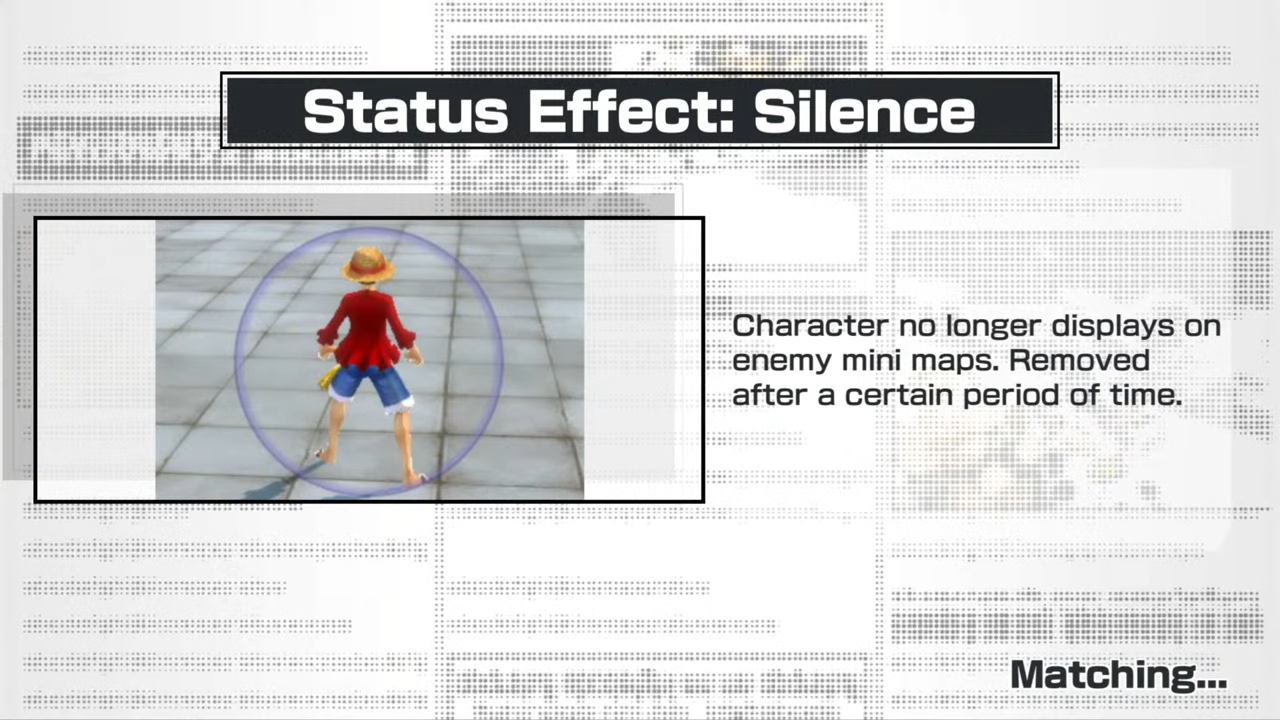 Status Effect: Silence
Character no longer displays on
enemy mini maps. Removed
after a certain period of time.
Matching...